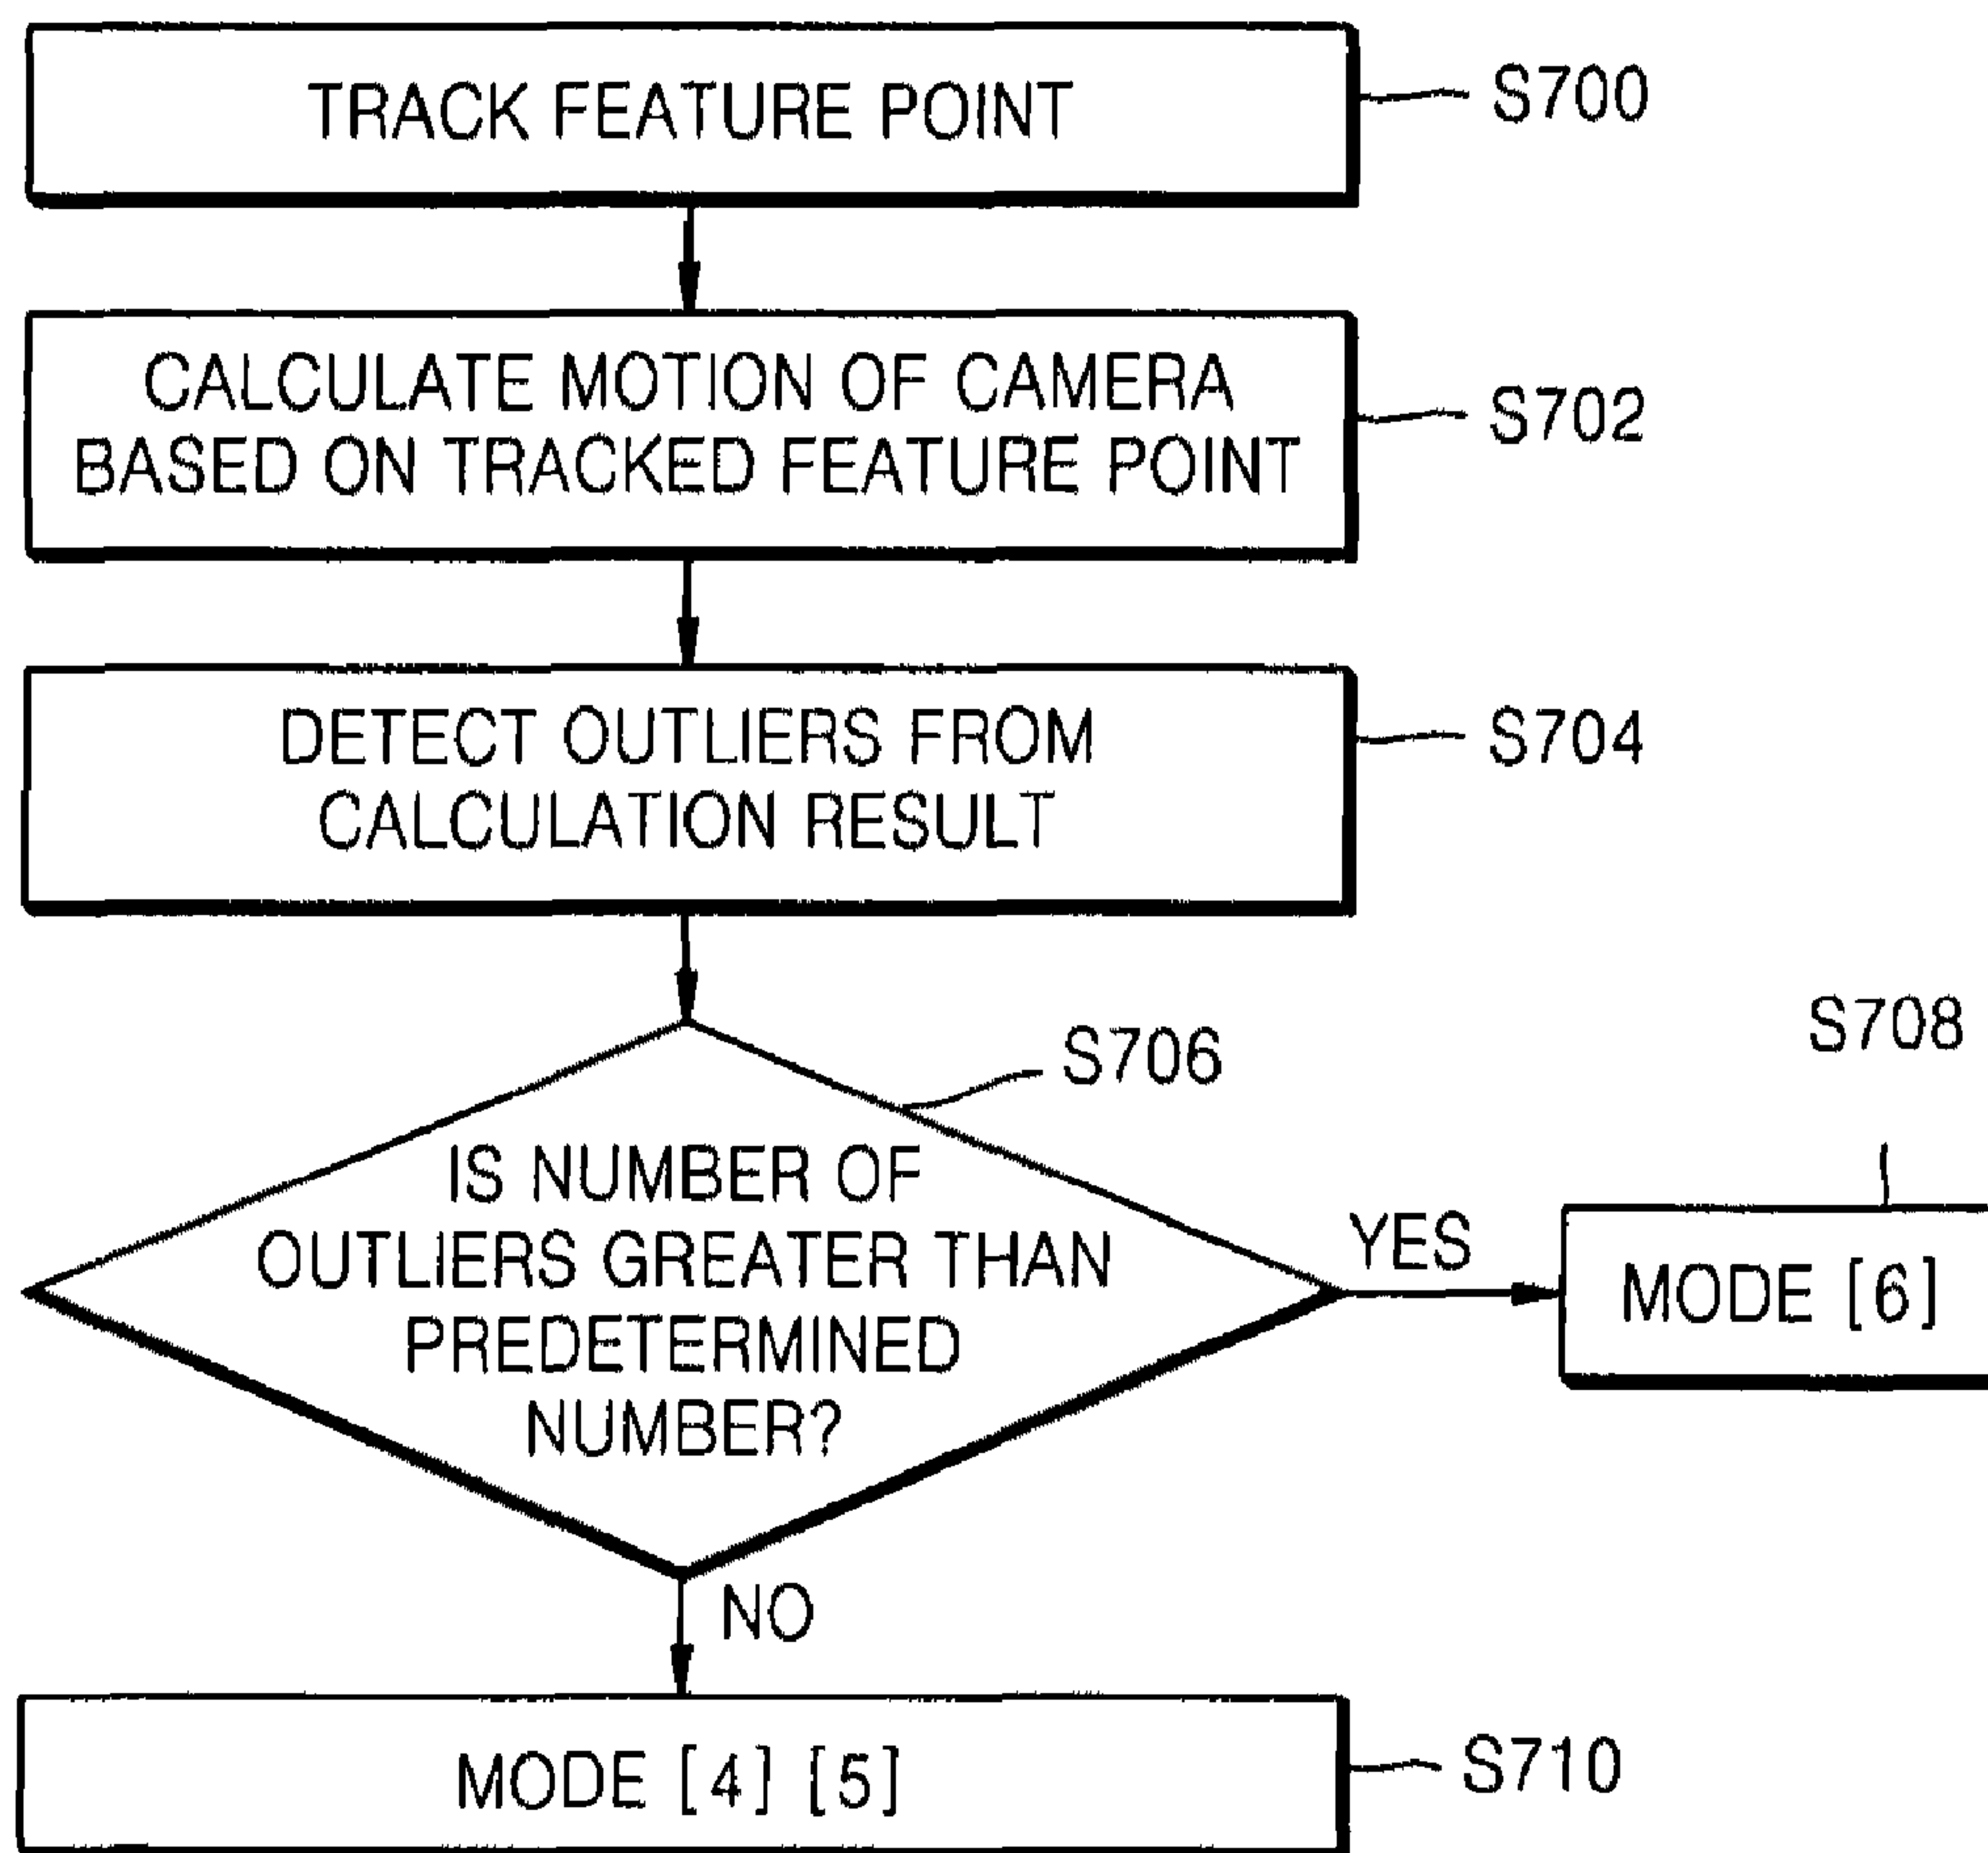 TRACK FEATURE POINT
S700
CALCULATE MOTION OF CAMERA
BASED ON TRACKED FEATURE POINT
S702
DETECT OUTLIERS FROM
CALCULATION RESULT
S704
S706
IS NUMBER OF
OUTLIERS GREATER THAN
PREDETERMINED
NUMBER?
YES
S708
MODE [6]
NO
MODE [4] [5]
S710